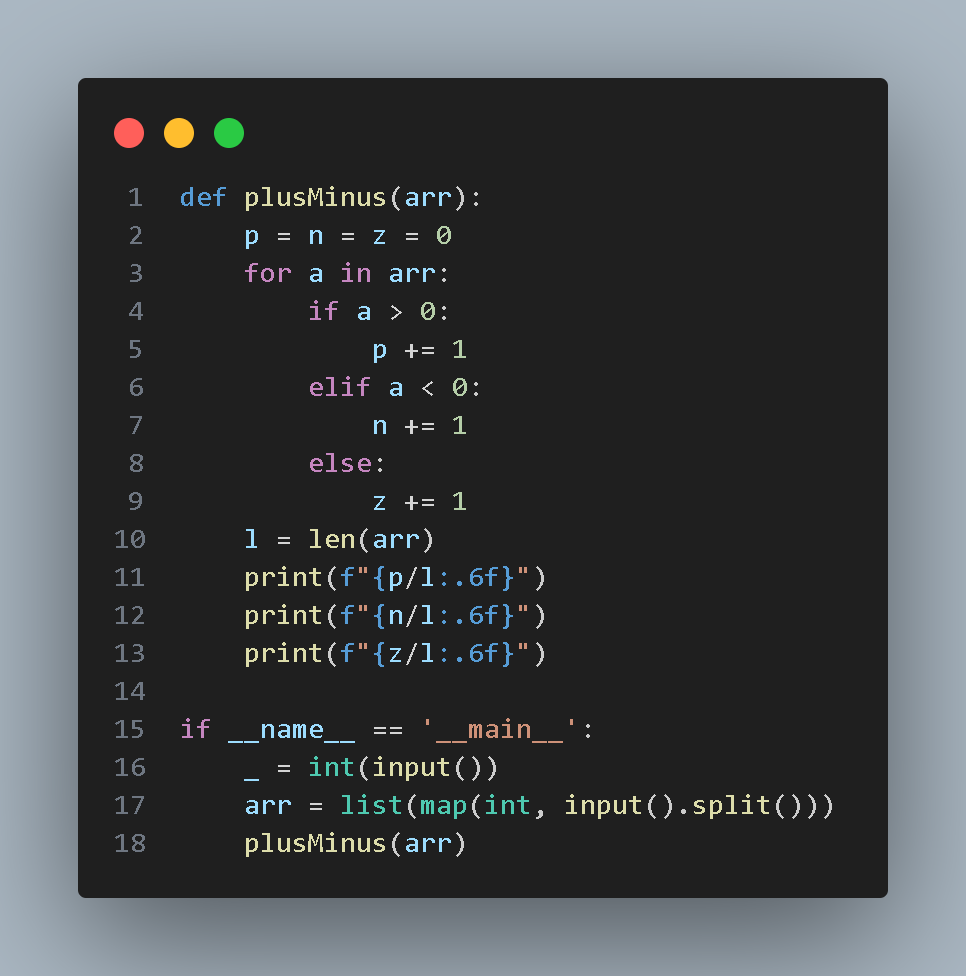 1 def plusMinus(arr):
2     p = n = z = 0
3     for a in arr:
4         if a > 0:
5             p += 1
6         elif a < 0:
7             n += 1
8         else:
9             z += 1
10     l = len(arr)
11     print(f"{p/l:.6f}")
12     print(f"{n/l:.6f}")
13     print(f"{z/l:.6f}")
14
15 if __name__ == '__main__':
16     _ = int(input())
17     arr = list(map(int, input().split()))
18     plusMinus(arr)